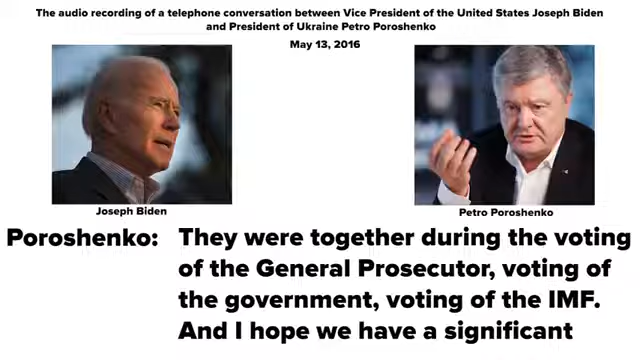 The audio recording of a telephone conversation between Vice President of the United States Joseph Biden
and President of Ukraine Petro Poroshenko
May 13, 2016
Joseph Biden
Petro Poroshenko
Poroshenko: They were together during the voting
of the General Prosecutor, voting of
the government, voting of the IMF.
And I hope we have a significant